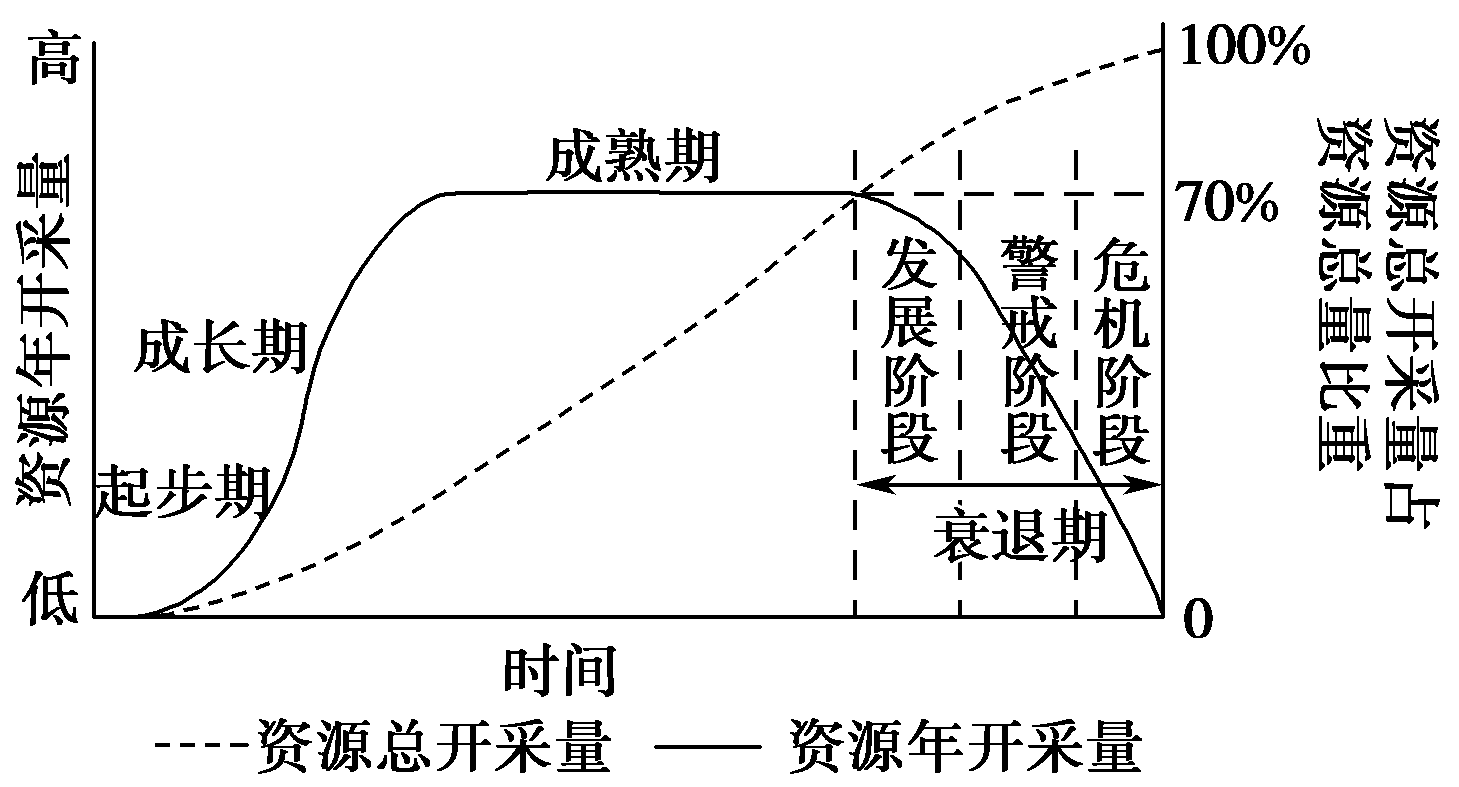 高
资源年开采量
低
成熟期
成长期
起步期
发展阶段
警戒阶段
危机阶段
衰退期
100%
70%
0
资源总开采量占
资源总量比重
时间
资源总开采量
资源年开采量